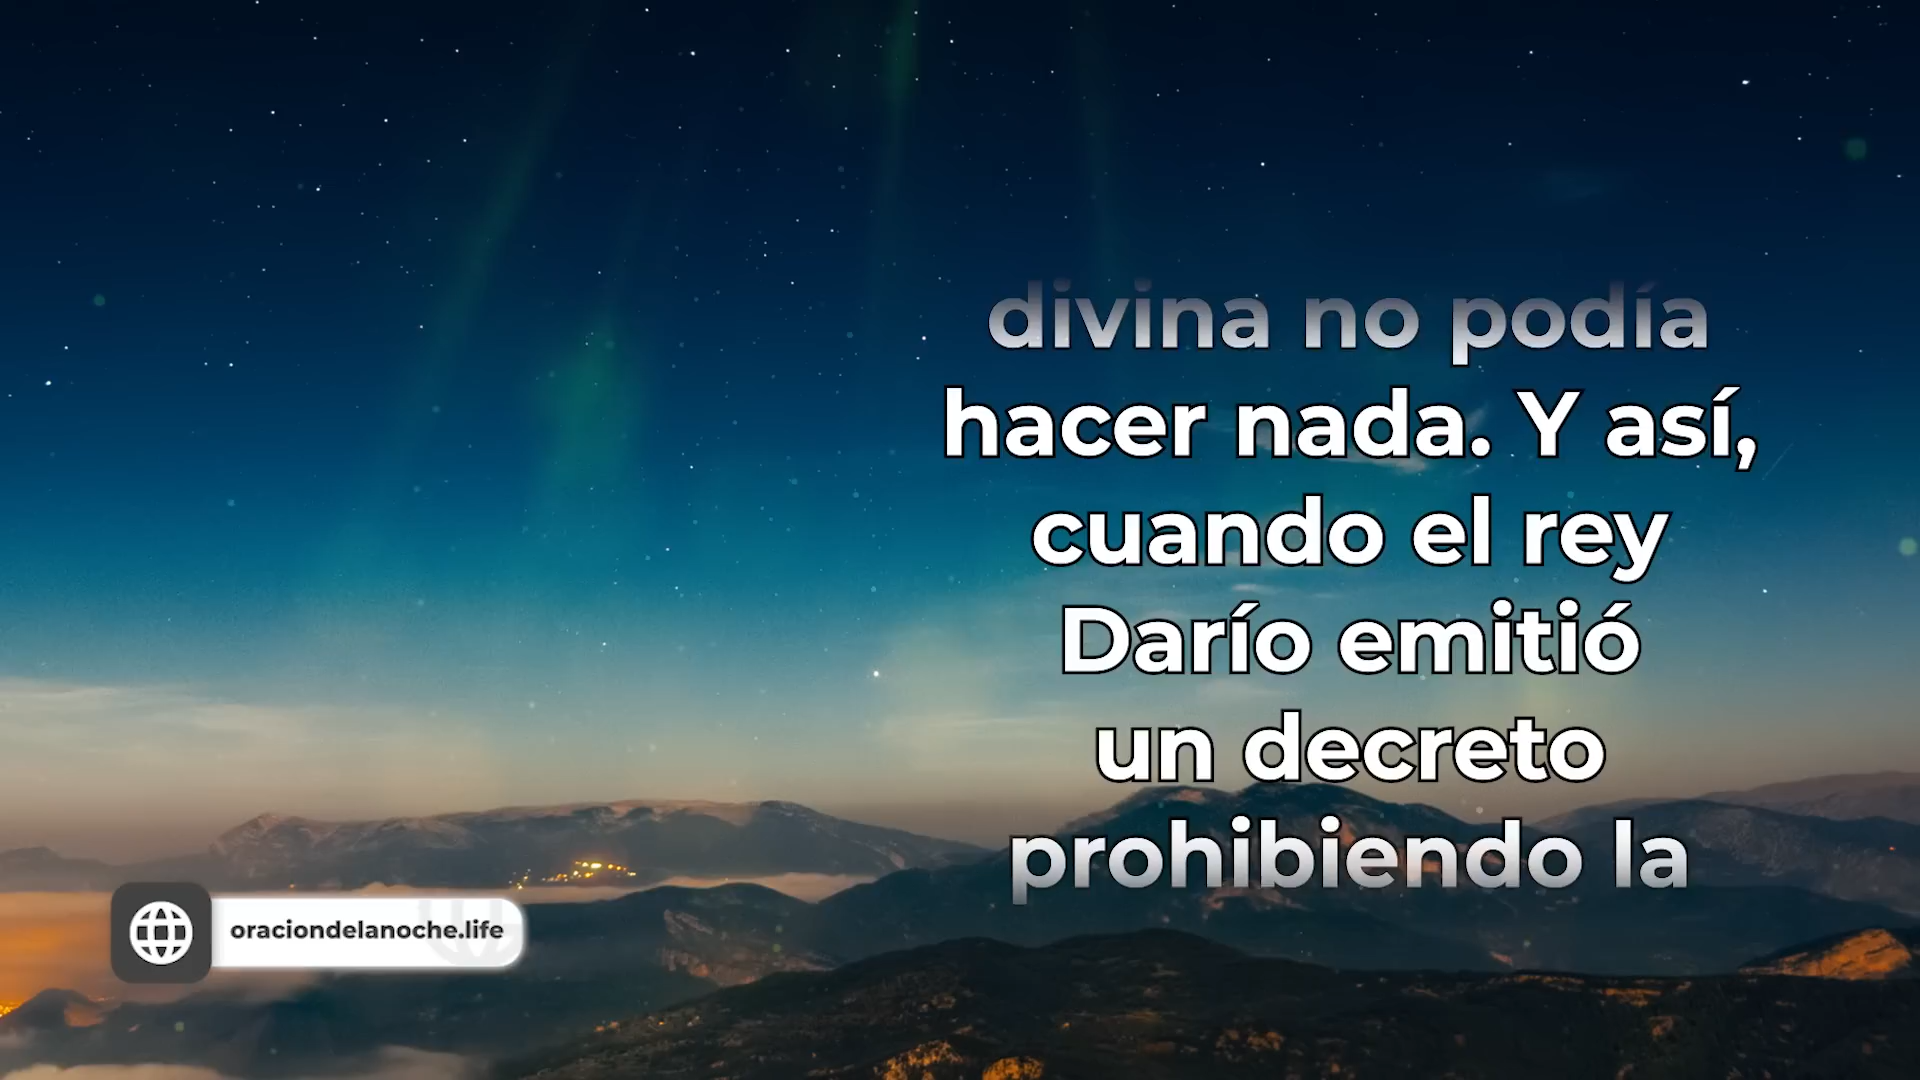 divina no podía
hacer nada. Y así,
cuando el rey
Darío emitió
un decreto
prohibiendo la
oraciondelanoche.life